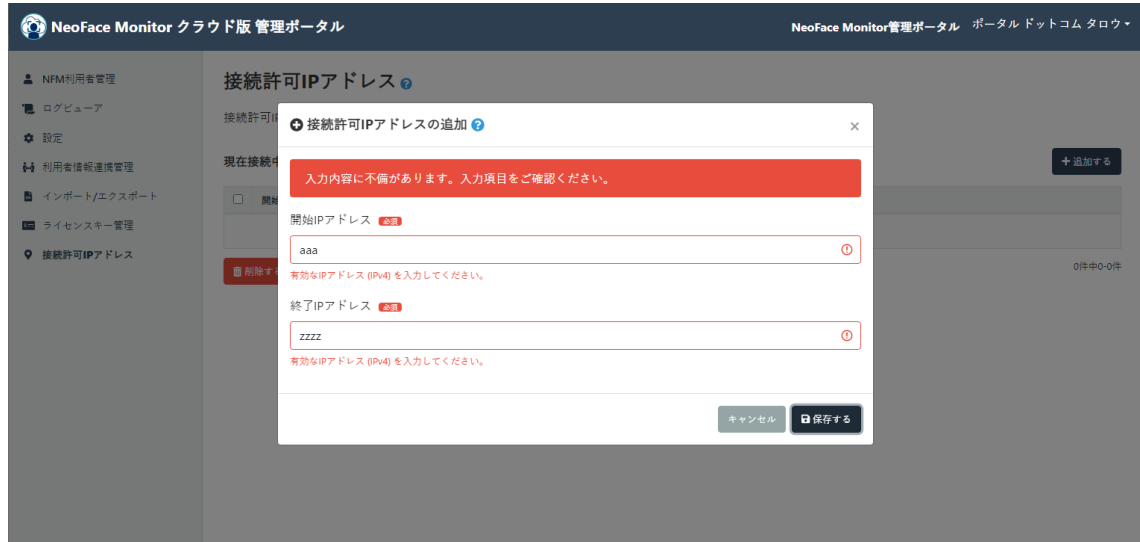 NeoFace Monitor クラウド版 管理ポータル
NeoFace Monitor管理ポータル ポータル ドットコム タロウ
NFM利用者管理
ログビューア
設定
利用者情報連携管理
インポート/エクスポート
ライセンスキー管理
接続許可IPアドレス
接続許可IPアドレス
接続許可IP
現在接続中
追加する
開始
削除する
0件中0-0件
接続許可IPアドレスの追加
×
入力内容に不備があります。入力項目をご確認ください。
開始IPアドレス 必須
aaa
有効なIPアドレス (IPv4) を入力してください。
終了IPアドレス 必須
zzzz
有効なIPアドレス (IPv4) を入力してください。
キャンセル 保存する